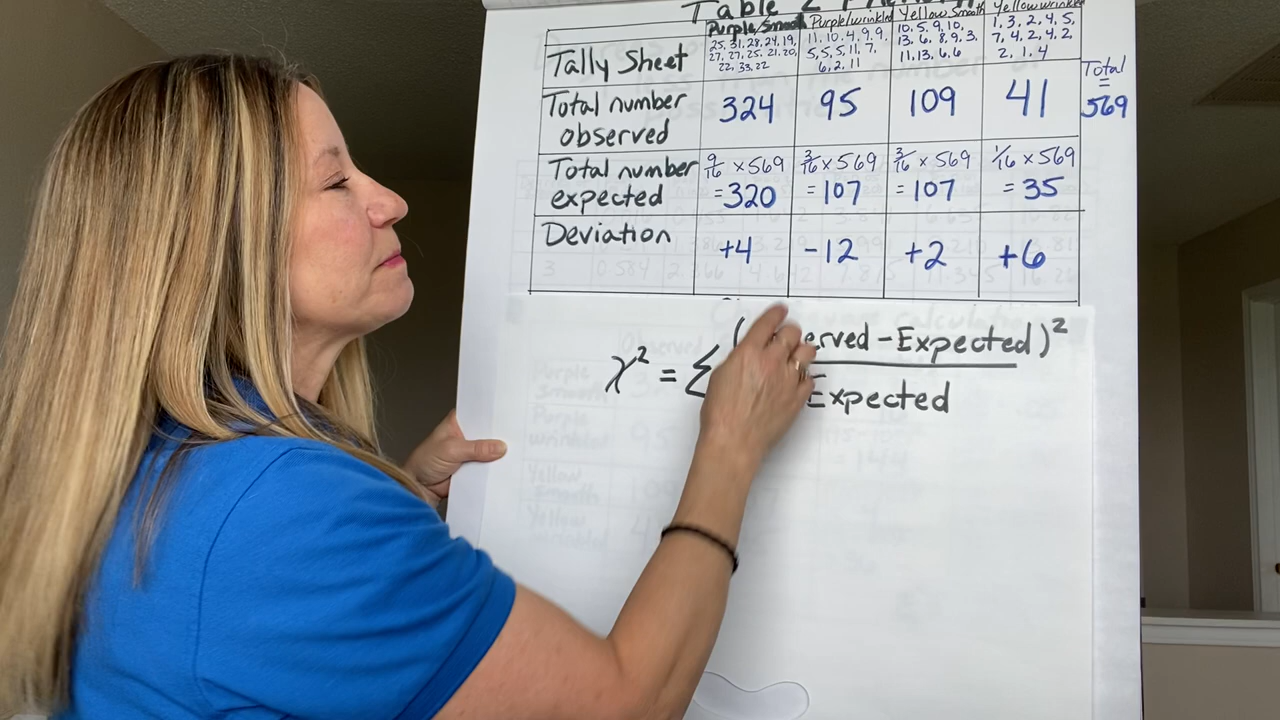 Table 2
Purple/Smooth Purple/wrinkled Yellow Smooth Yellow wrinkled
Tally Sheet
25, 31, 28, 24, 19,
27, 27, 25, 21, 20,
22, 33, 22
11, 10, 4, 9, 9,
5, 5, 5, 11, 7,
6, 2, 11
10, 5, 9, 10,
13, 6, 8, 9, 3,
11, 13, 6, 6
1, 3, 2, 4, 5,
7, 4, 2, 4, 2,
2, 1, 4
Total
=
569
Total number
observed
324 95 109 41
Total number
expected
9/16 × 569 3/16 × 569 3/16 × 569 1/16 × 569
= 320 = 107 = 107 = 35
Deviation +4 -12 +2 +6
χ² = Σ
- Expected)²
Expected